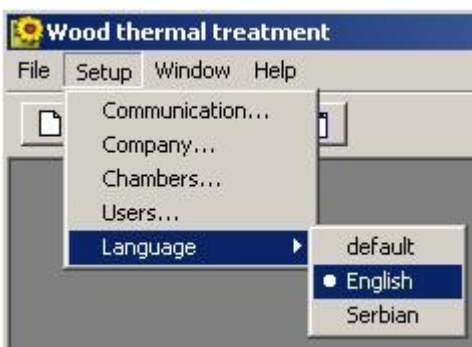 Wood thermal treatment
File Setup Window Help
Communication...
Company...
Chambers...
Users...
Language
default
English
Serbian